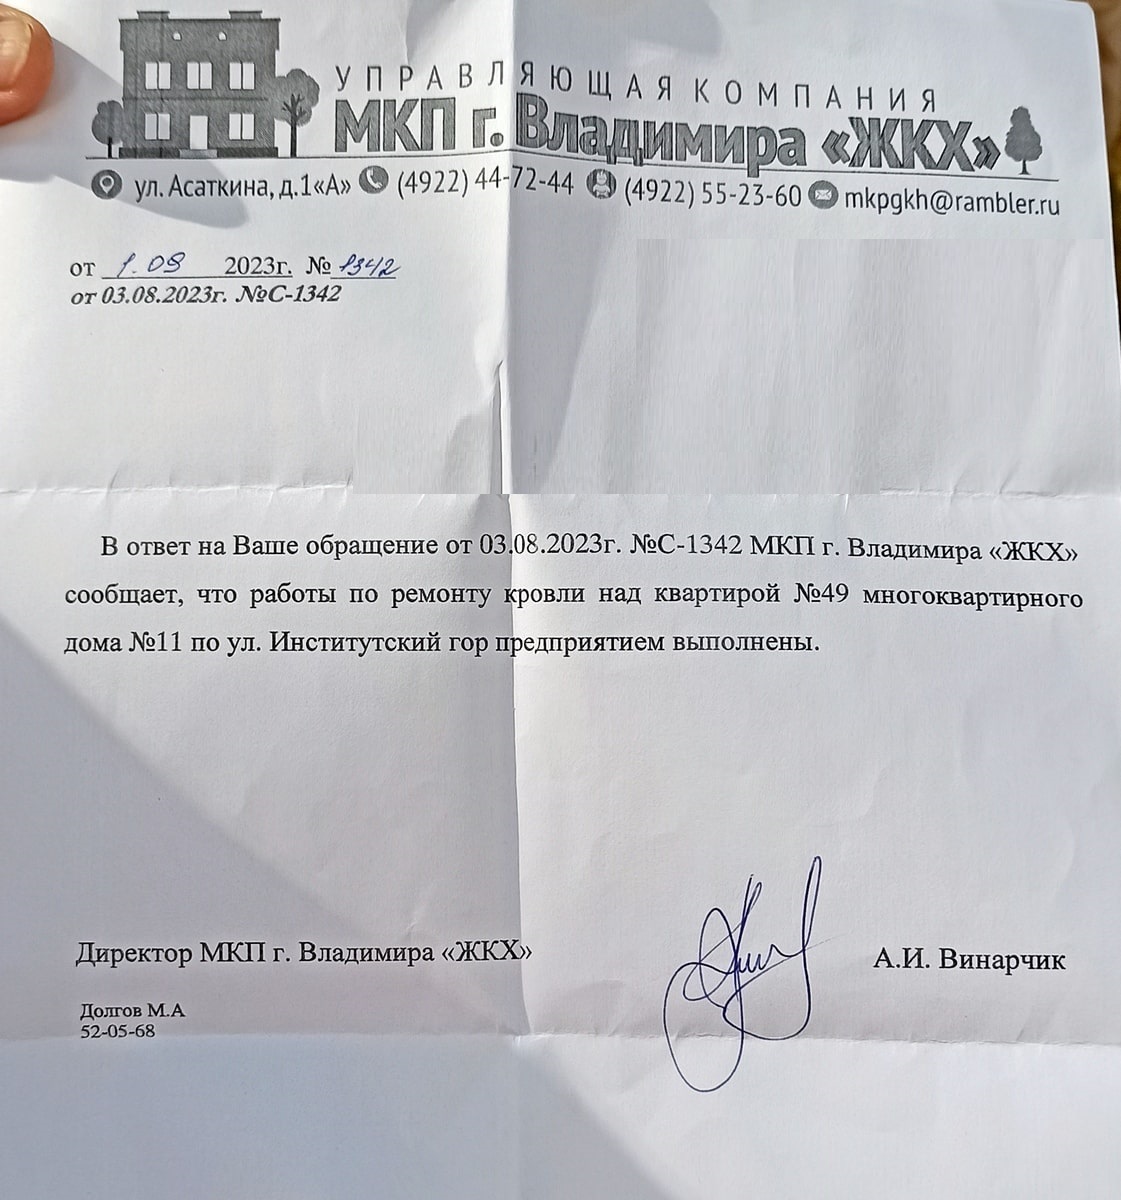 УПРАВЛЯЮЩАЯ КОМПАНИЯ
МКП г. Владимира «ЖКХ»
ул. Асаткина, д.1«А» (4922) 44-72-44 (4922) 55-23-60 mkpgkh@rambler.ru
от 1.08 2023г. № 1342
от 03.08.2023г. №С-1342
В ответ на Ваше обращение от 03.08.2023г. №С-1342 МКП г. Владимира «ЖКХ»
сообщает, что работы по ремонту кровли над квартирой №49 многоквартирного
дома №11 по ул. Институтский гор предприятием выполнены.
Директор МКП г. Владимира «ЖКХ» А.И. Винарчик
Долгов М.А
52-05-68